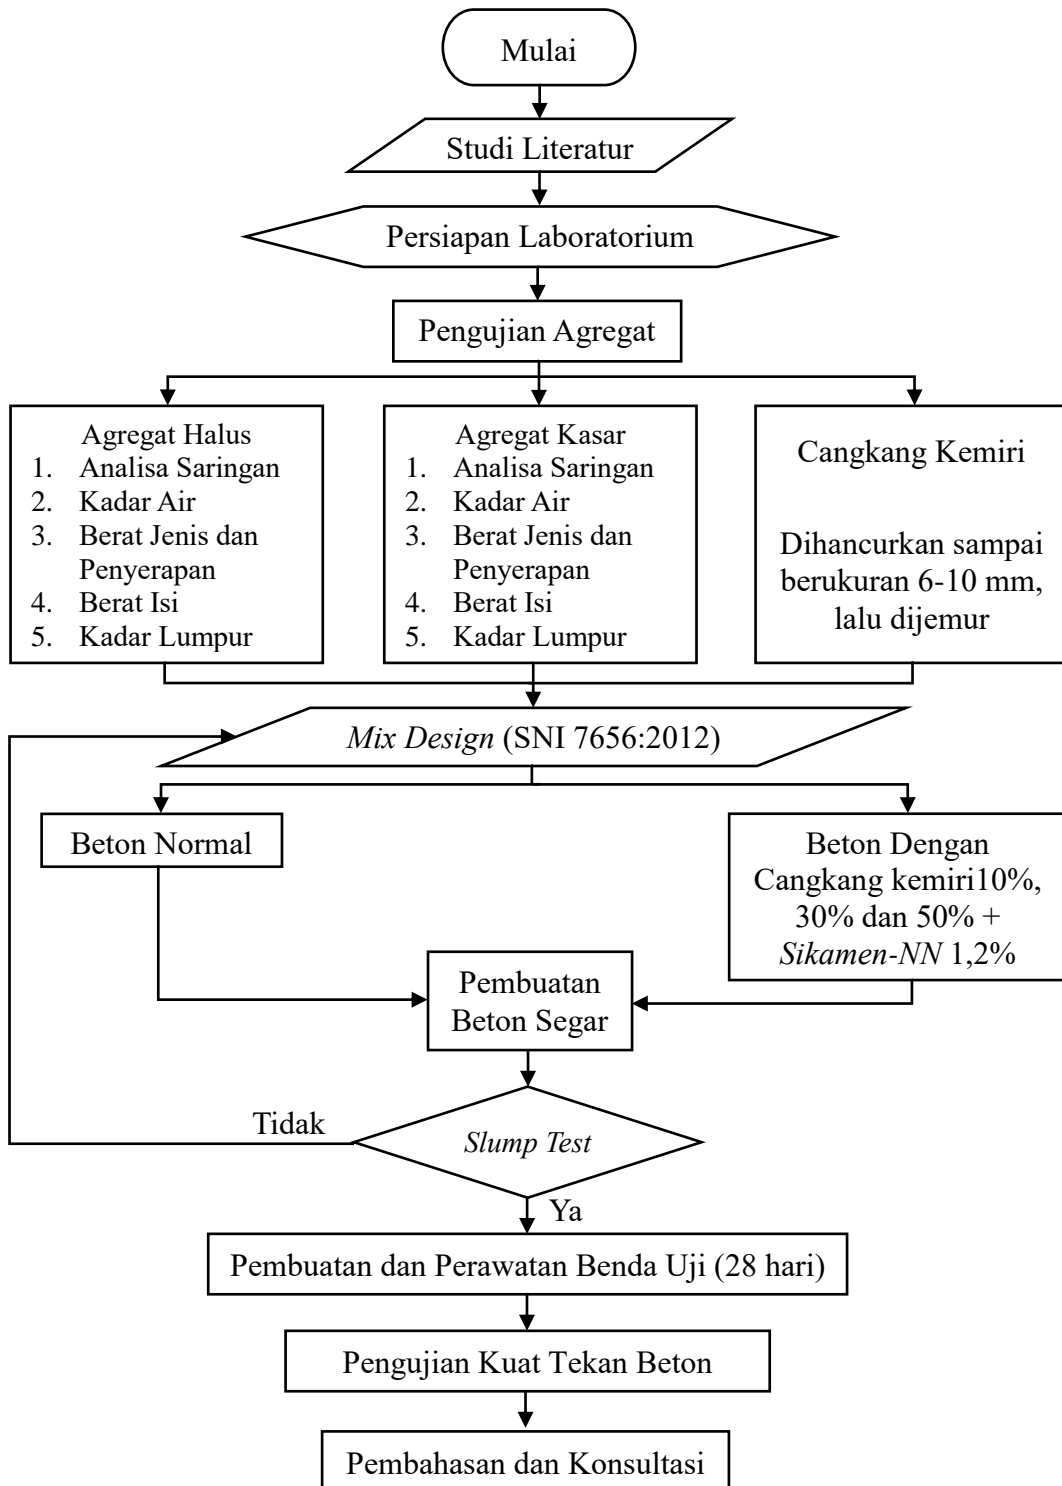 Mulai
Studi Literatur
Persiapan Laboratorium
Pengujian Agregat
Agregat Halus
1. Analisa Saringan
2. Kadar Air
3. Berat Jenis dan
Penyerapan
4. Berat Isi
5. Kadar Lumpur
Agregat Kasar
1. Analisa Saringan
2. Kadar Air
3. Berat Jenis dan
Penyerapan
4. Berat Isi
5. Kadar Lumpur
Cangkang Kemiri
Dihancurkan sampai
berukuran 6-10 mm,
lalu dijemur
Mix Design (SNI 7656:2012)
Beton Normal
Beton Dengan
Cangkang kemiri10%,
30% dan 50% +
Sikamen-NN 1,2%
Pembuatan
Beton Segar
Tidak
Slump Test
Ya
Pembuatan dan Perawatan Benda Uji (28 hari)
Pengujian Kuat Tekan Beton
Pembahasan dan Konsultasi